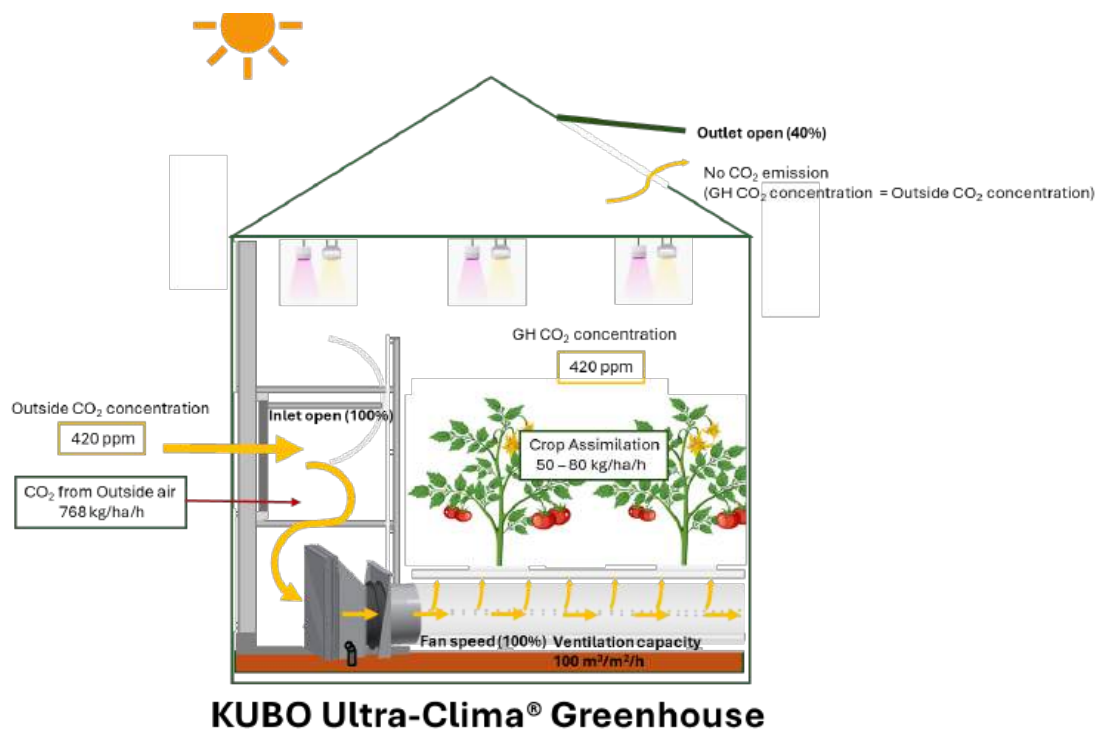 Outlet open (40%)
No CO₂ emission
(GH CO₂ concentration = Outside CO₂ concentration)
GH CO₂ concentration
420 ppm
Outside CO₂ concentration
420 ppm
Inlet open (100%)
Crop Assimilation
50 – 80 kg/ha/h
CO₂ from Outside air
768 kg/ha/h
Fan speed (100%)
Ventilation capacity
100 m³/m²/h
KUBO Ultra-Clima® Greenhouse